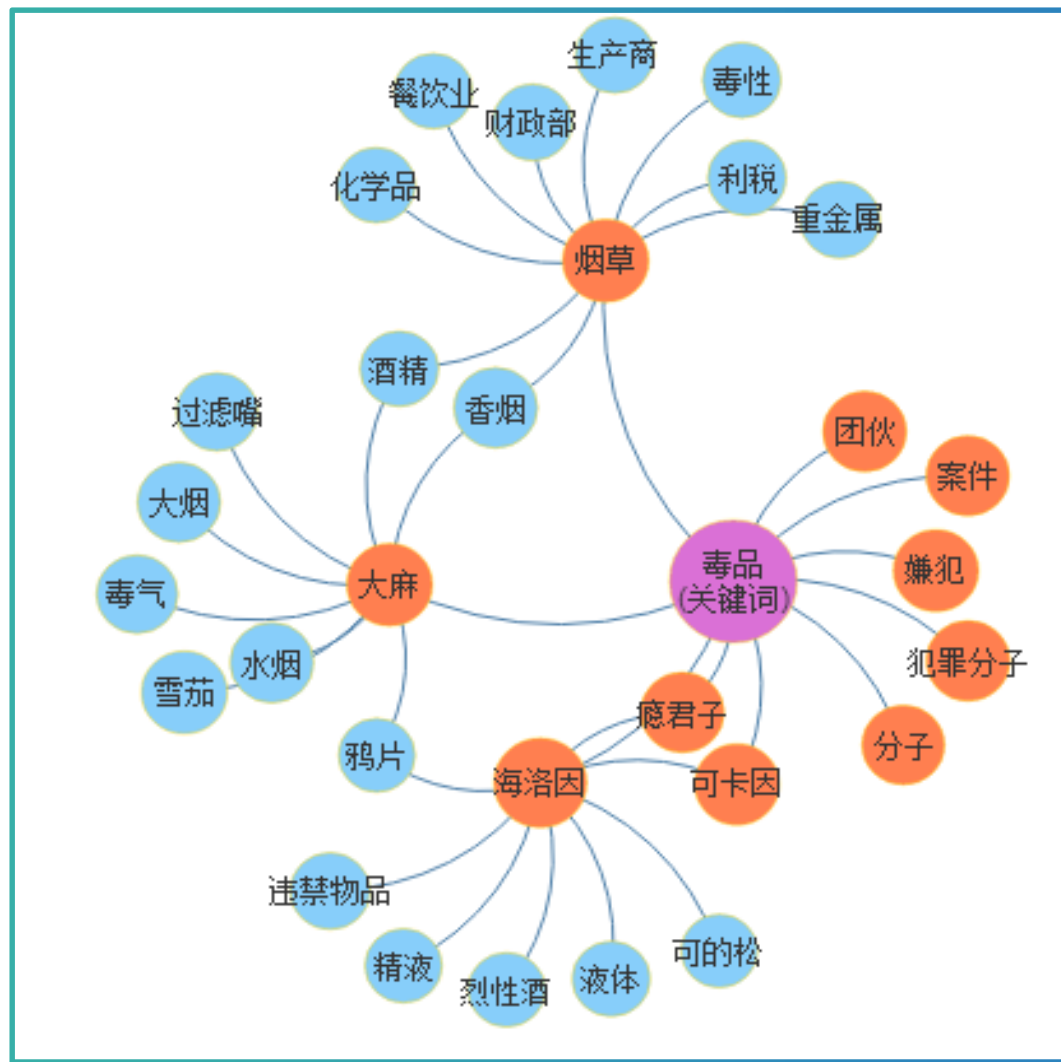 生产商
毒性
餐饮业
财政部
化学品
利税
重金属
烟草
酒精
香烟
过滤嘴
团伙
案件
大烟
毒气
大麻
毒品
(关键词)
嫌犯
水烟
雪茄
犯罪分子
瘾君子
分子
鸦片
海洛因
可卡因
违禁物品
精液
烈性酒
液体
可的松